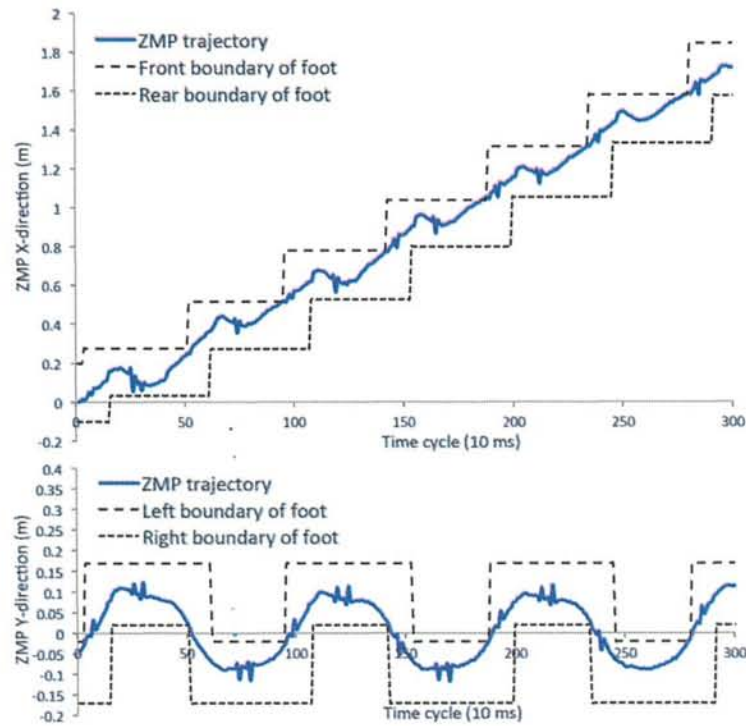 ZMP trajectory
Front boundary of foot
Rear boundary of foot
ZMP X-direction (m)
2
1.8
1.6
1.4
1.2
1
0.8
0.6
0.4
0.2
0
-0.2
0 50 100 150 200 250 300
Time cycle (10 ms)
ZMP trajectory
Left boundary of foot
Right boundary of foot
ZMP Y-direction (m)
0.4
0.35
0.3
0.25
0.2
0.15
0.10
0.05
0
-0.05
-0.1
-0.15
-0.2
0 50 100 150 200 250 300
Time cycle (10 ms)